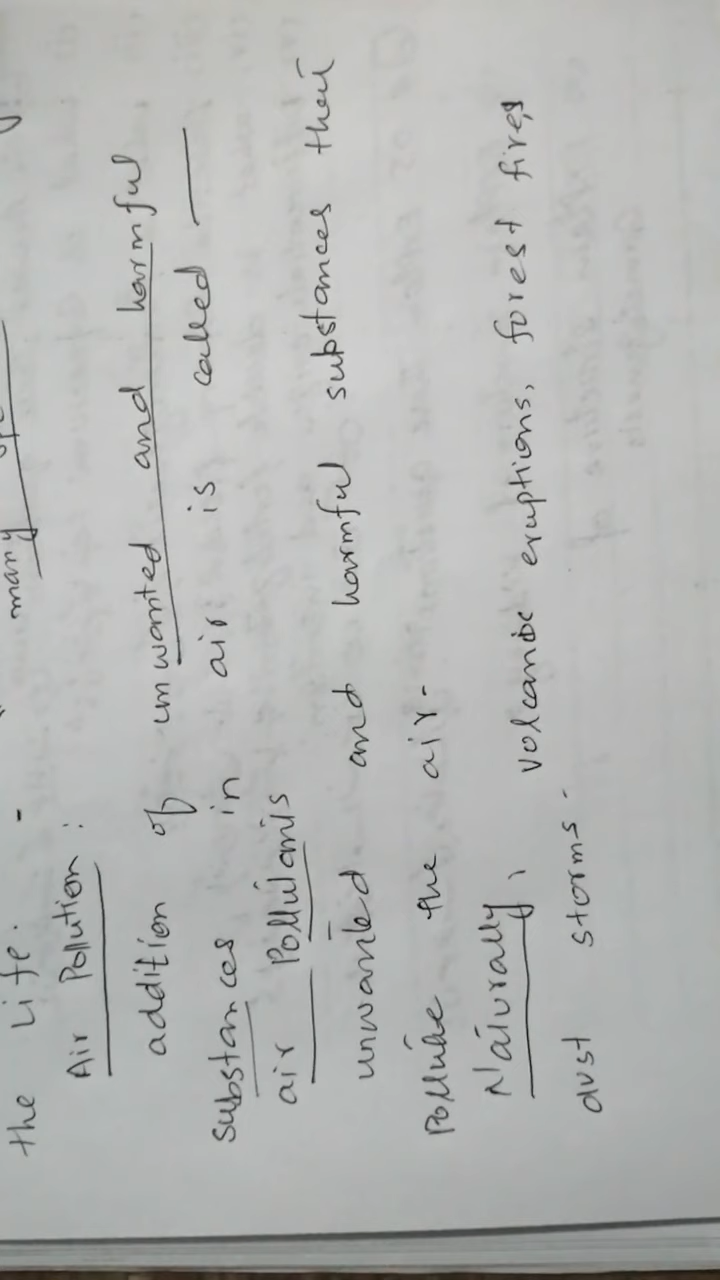 the Life. - many
Air Pollution:
addition of unwanted and harmful
substances in air is called —
air Pollutants
unwanted and harmful substances that
Pollute the air.
Naturally, volcanic eruptions, forest fires
dust storms.